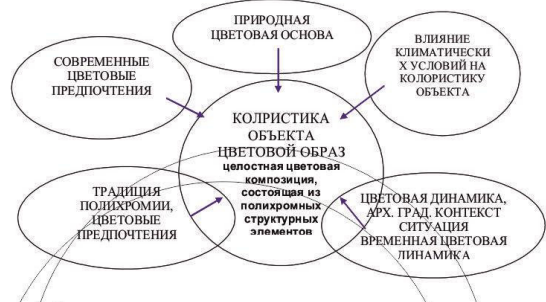 ПРИРОДНАЯ
ЦВЕТОВАЯ ОСНОВА
СОВРЕМЕННЫЕ
ЦВЕТОВЫЕ
ПРЕДПОЧТЕНИЯ
ВЛИЯНИЕ
КЛИМАТИЧЕСКИ
Х УСЛОВИЙ НА
КОЛОРИСТИКУ
ОБЪЕКТА
КОЛРИСТИКА
ОБЪЕКТА
ЦВЕТОВОЙ ОБРАЗ
целостная цветовая
композиция,
состоящая из
полихромных
структурных
элементов
ТРАДИЦИЯ
ПОЛИХРОМИИ,
ЦВЕТОВЫЕ
ПРЕДПОЧТЕНИЯ
ЦВЕТОВАЯ ДИНАМИКА,
АРХ. ГРАД. КОНТЕКСТ
СИТУАЦИЯ
ВРЕМЕННАЯ ЦВЕТОВАЯ
ДИНАМИКА